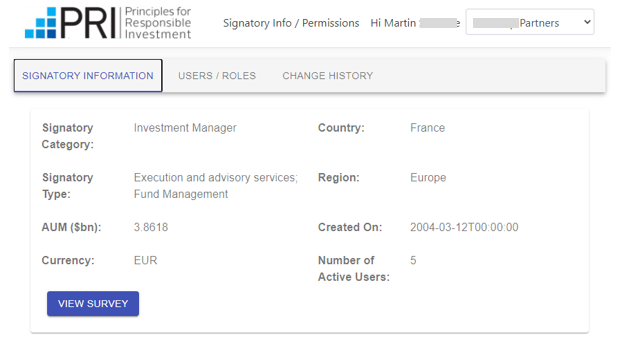 PRI Principles for
Responsible
Investment
Signatory Info / Permissions Hi Martin Partners
SIGNATORY INFORMATION USERS / ROLES CHANGE HISTORY
Signatory Investment Manager Country: France
Category:
Signatory Execution and advisory services; Region: Europe
Type: Fund Management
AUM ($bn): 3.8618 Created On: 2004-03-12T00:00:00
Currency: EUR Number of 5
Active Users:
VIEW SURVEY